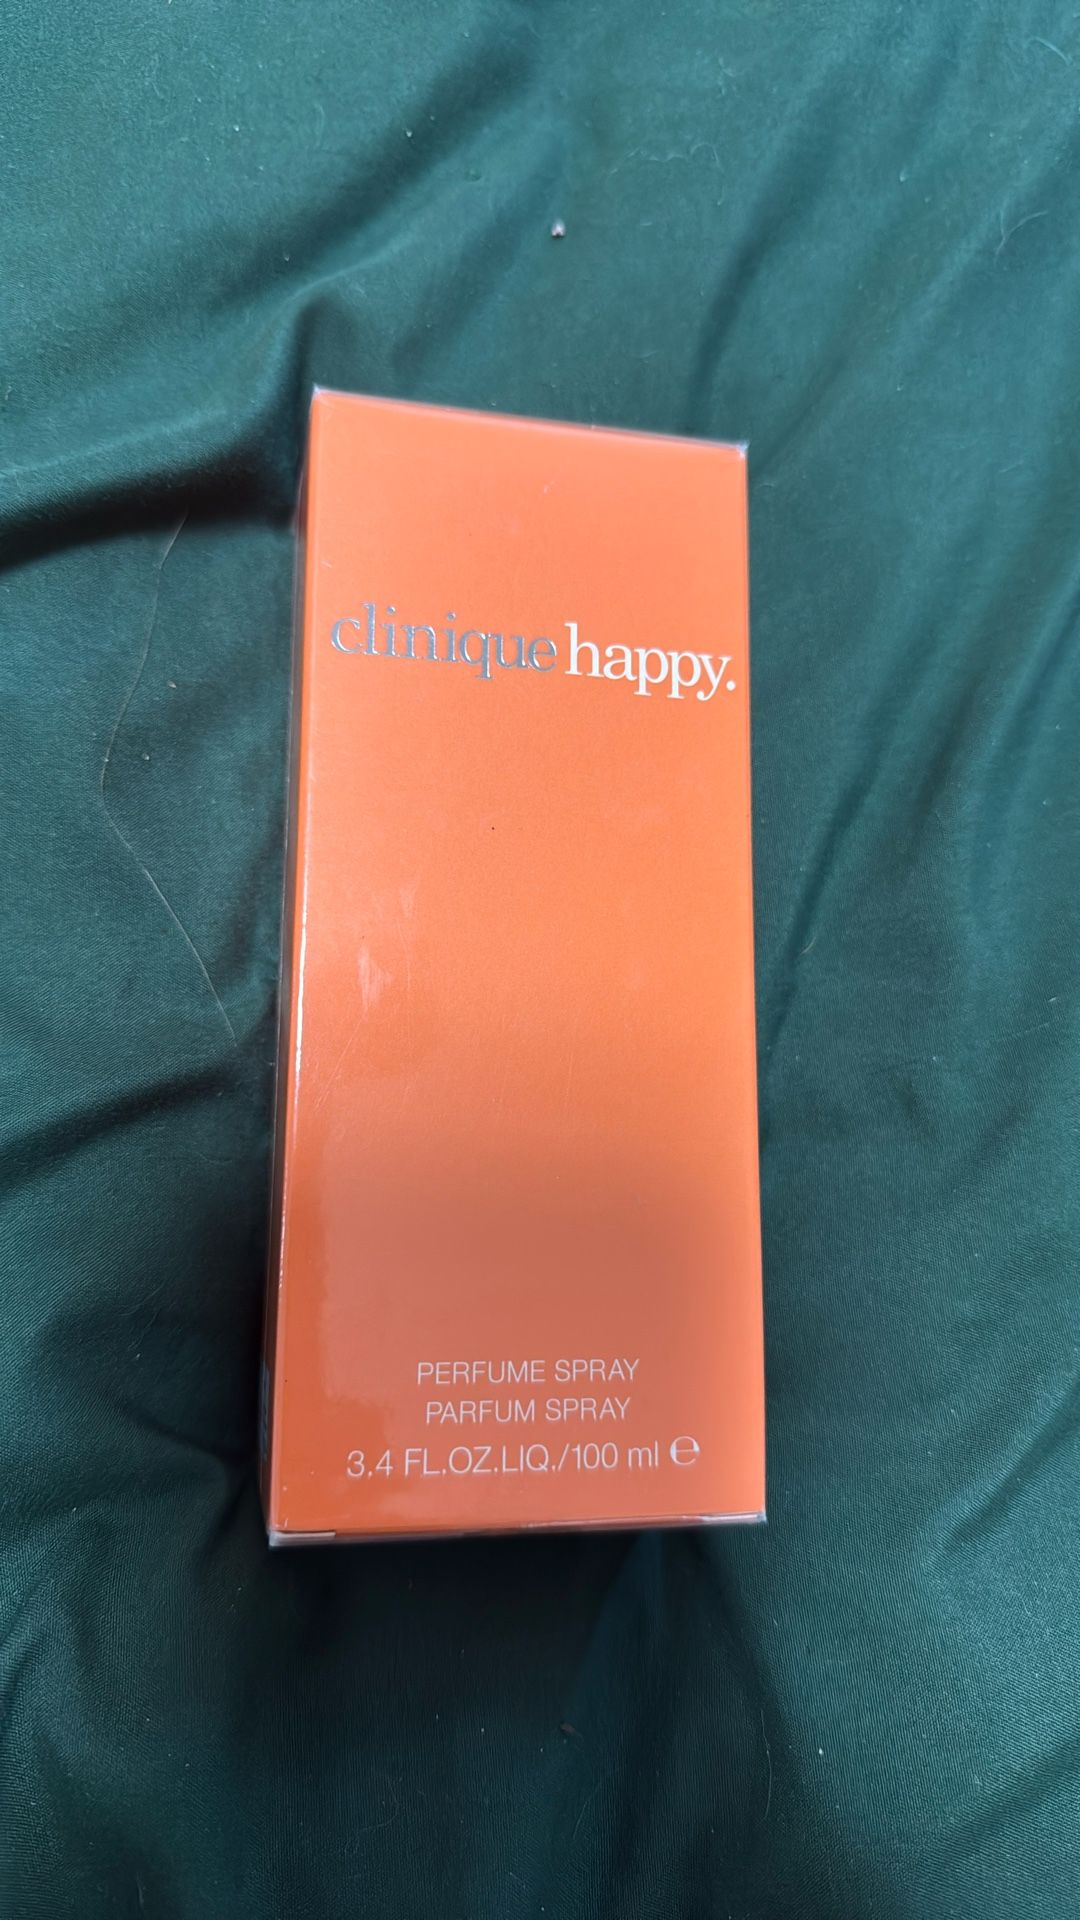 clinique happy.
PERFUME SPRAY
PARFUM SPRAY
3.4 FL.OZ.LIQ./100 ml ℮